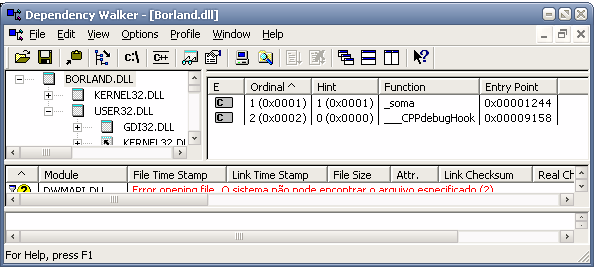 Dependency Walker - [Borland.dll]
File Edit View Options Profile Window Help
C:\ C++
BORLAND.DLL
KERNEL32.DLL
USER32.DLL
GDI32.DLL
E Ordinal ^ Hint Function Entry Point
C 1 (0x0001) 1 (0x0001) _soma 0x00001244
C 2 (0x0002) 0 (0x0000) ___CPPdebugHook 0x00009158
^ Module File Time Stamp Link Time Stamp File Size Attr. Link Checksum Real Ch
DWMAPI.DLL Error opening file. O sistema não pode encontrar o arquivo especificado (2).
For Help, press F1